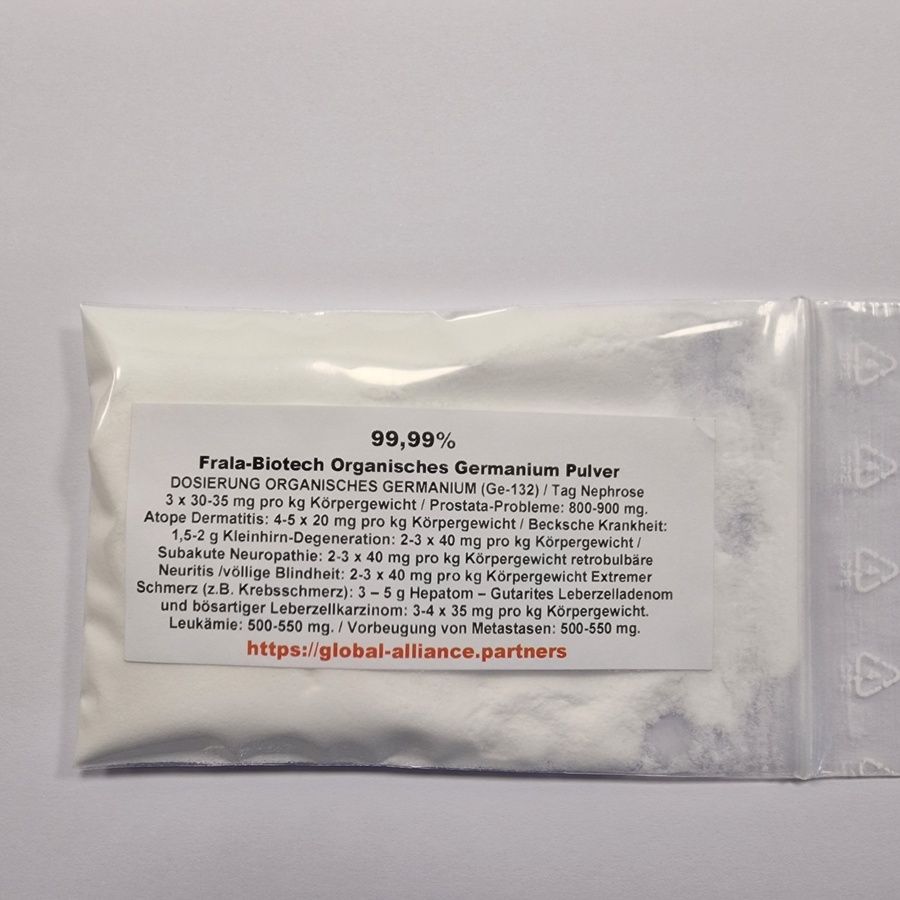 99,99%
Frala-Biotech Organisches Germanium Pulver
DOSIERUNG ORGANISCHES GERMANIUM (Ge-132) / Tag Nephrose
3 x 30-35 mg pro kg Körpergewicht / Prostata-Probleme: 800-900 mg.
Atope Dermatitis: 4-5 x 20 mg pro kg Körpergewicht / Becksche Krankheit:
1,5-2 g Kleinhirn-Degeneration: 2-3 x 40 mg pro kg Körpergewicht /
Subakute Neuropathie: 2-3 x 40 mg pro kg Körpergewicht retrobulbäre
Neuritis /völlige Blindheit: 2-3 x 40 mg pro kg Körpergewicht Extremer
Schmerz (z.B. Krebsschmerz): 3 – 5 g Hepatom – Gutarites Leberzelladenom
und bösartiger Leberzellkarzinom: 3-4 x 35 mg pro kg Körpergewicht.
Leukämie: 500-550 mg. / Vorbeugung von Metastasen: 500-550 mg.
https://global-alliance.partners